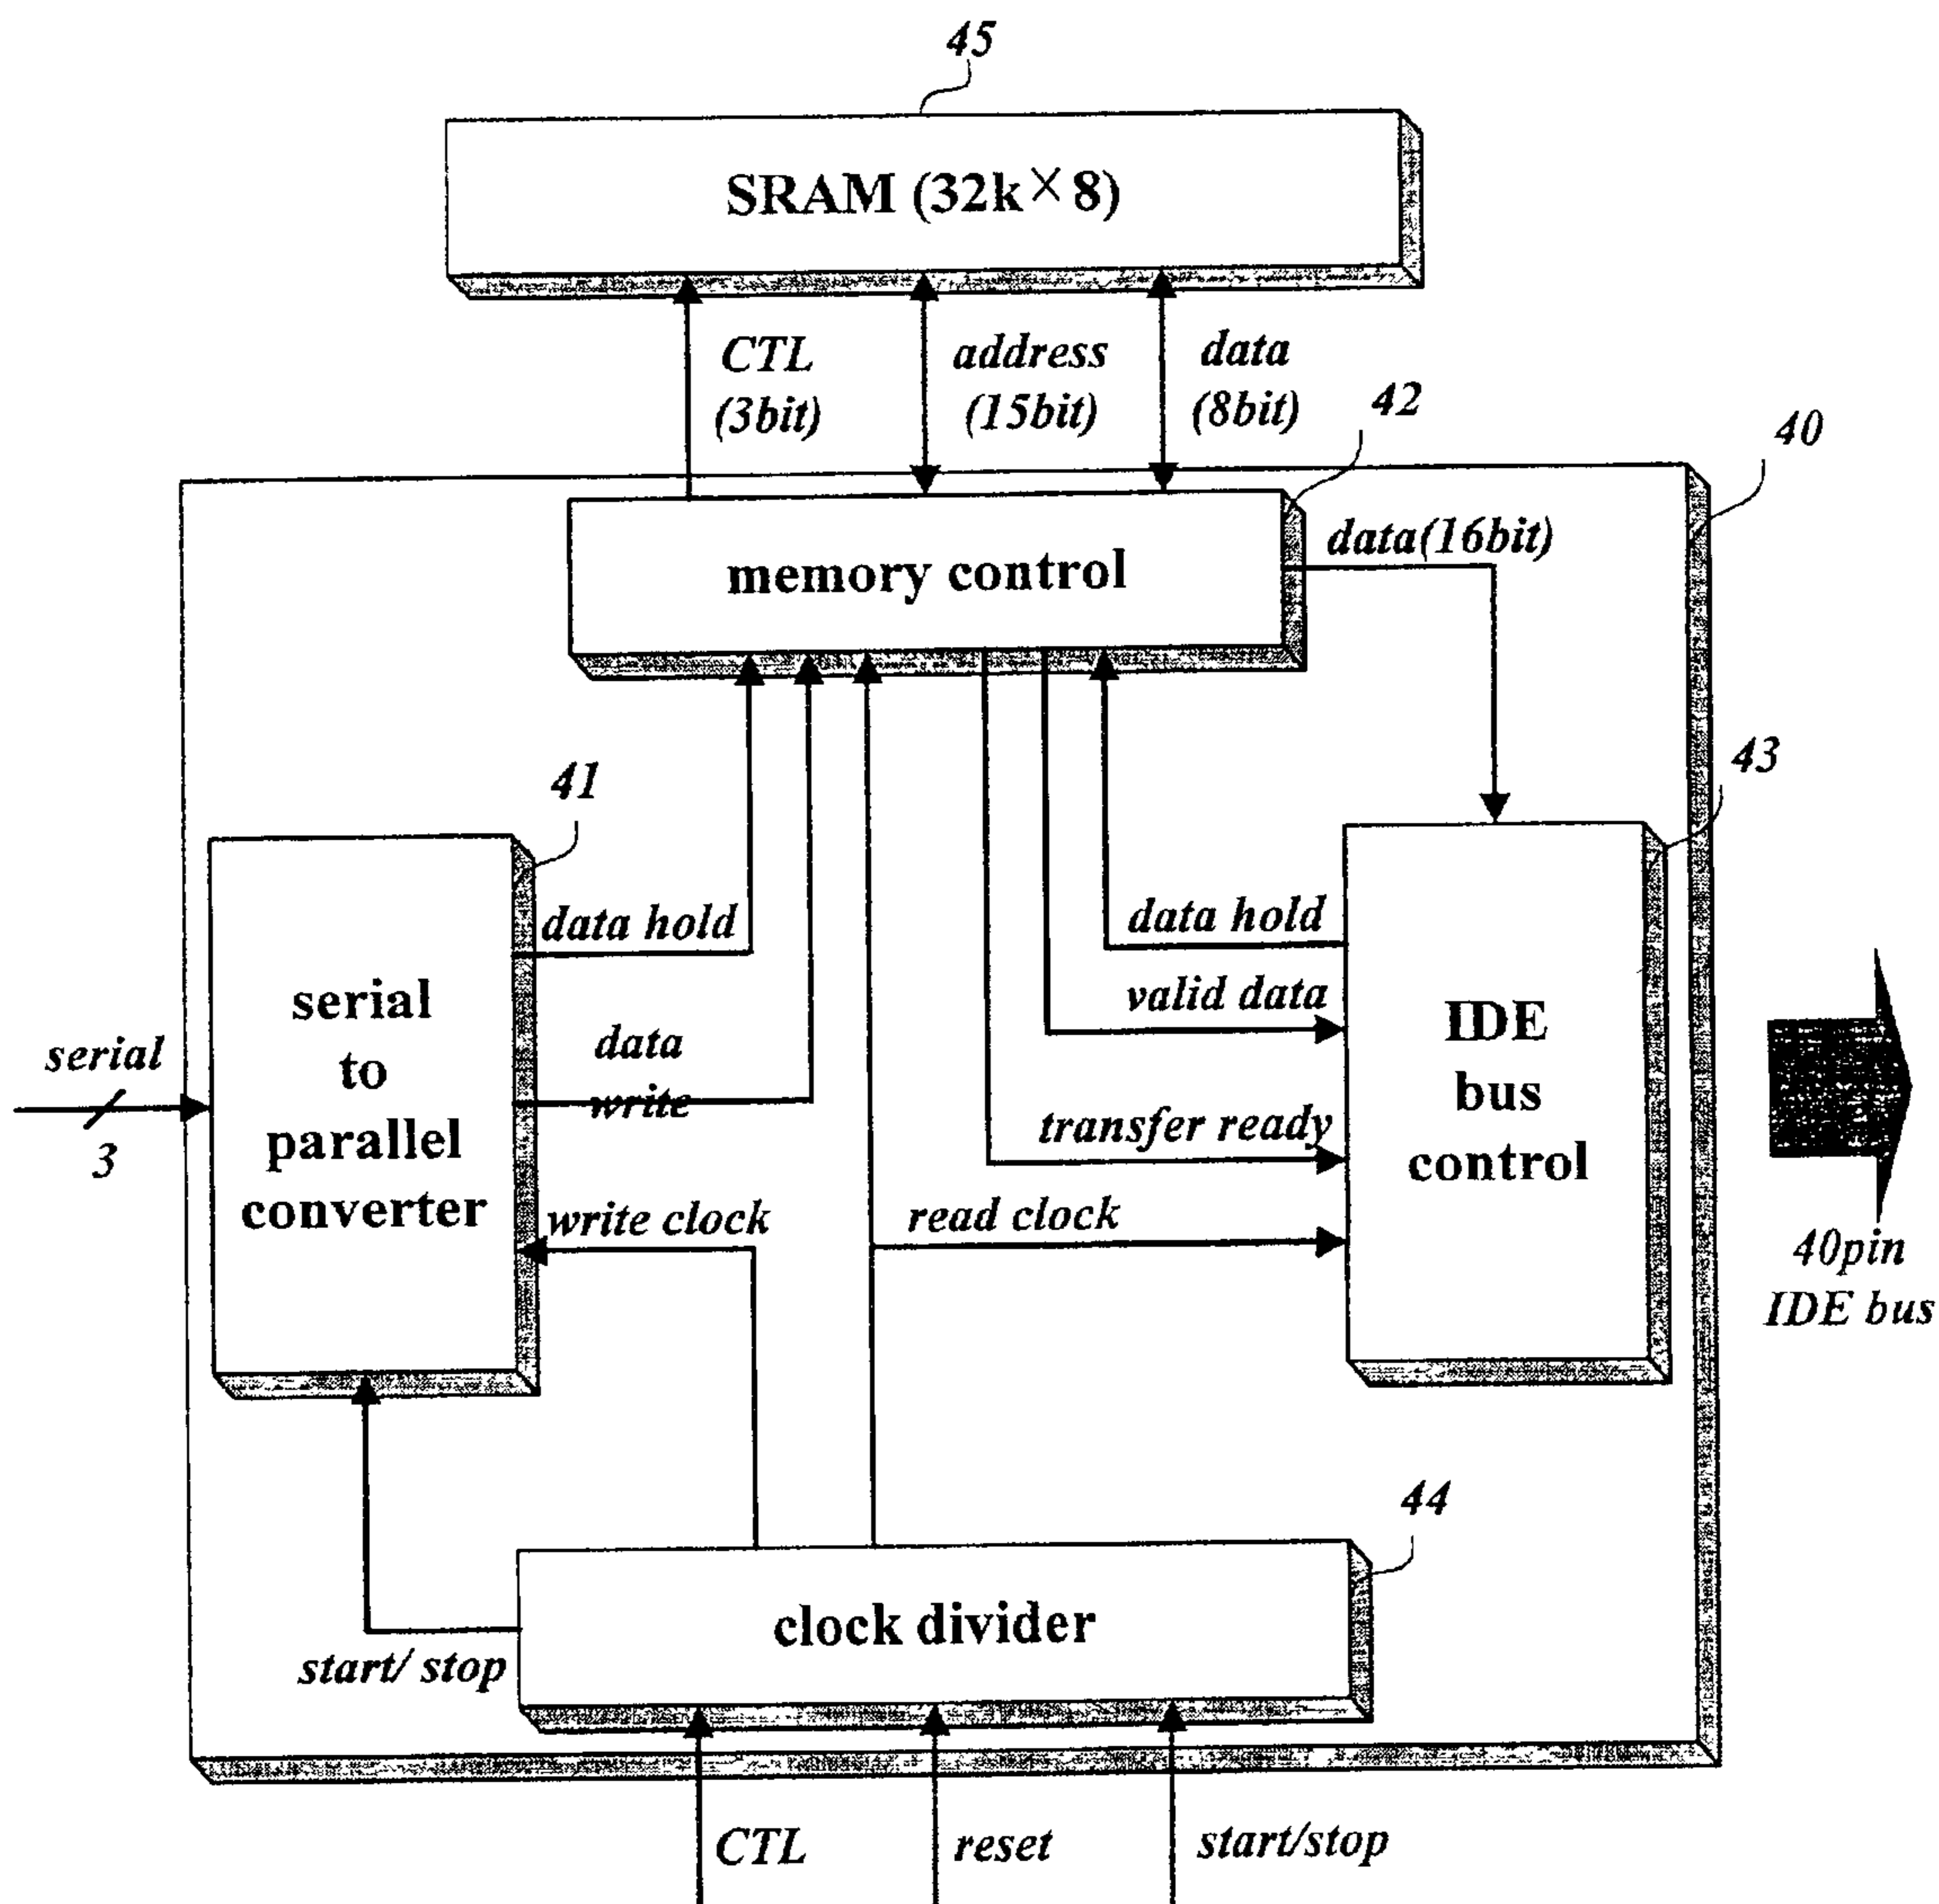 45
SRAM (32k×8)
CTL
(3bit)
address
(15bit)
data
(8bit)
42
40
memory control
data(16bit)
43
41
data hold
data hold
serial
to
parallel
converter
valid data
IDE
bus
control
serial
3
data
write
transfer ready
write clock
read clock
40pin
IDE bus
44
clock divider
start/ stop
CTL
reset
start/stop